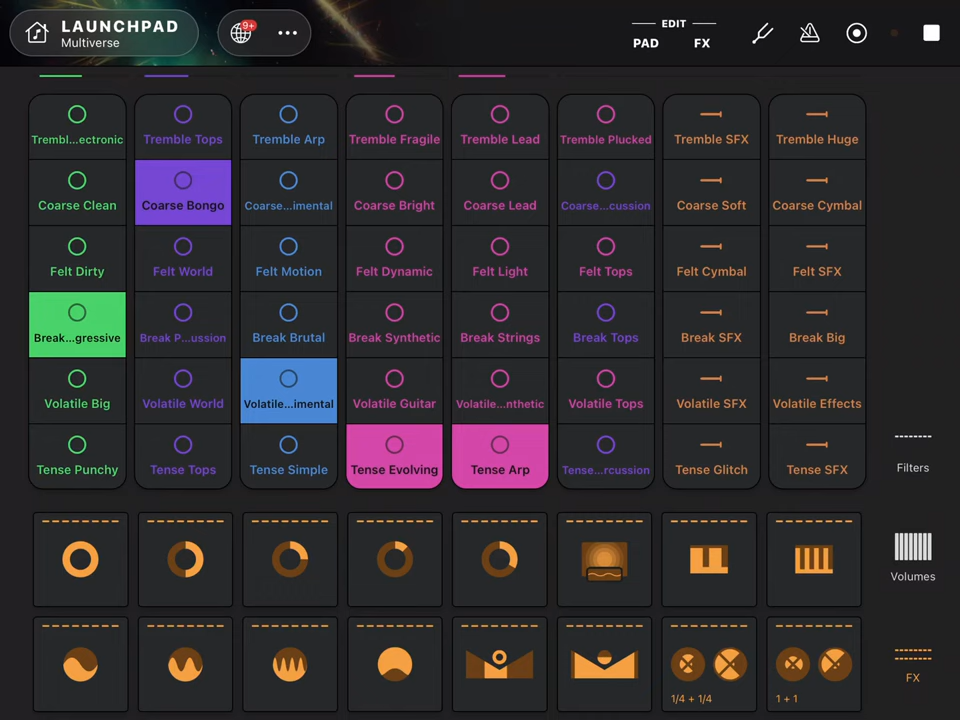 LAUNCHPAD
Multiverse
9+
EDIT
PAD FX
Trembl...ectronic Tremble Tops Tremble Arp Tremble Fragile Tremble Lead Tremble Plucked Tremble SFX Tremble Huge
Coarse Clean Coarse Bongo Coarse...imental Coarse Bright Coarse Lead Coarse...cussion Coarse Soft Coarse Cymbal
Felt Dirty Felt World Felt Motion Felt Dynamic Felt Light Felt Tops Felt Cymbal Felt SFX
Break...gressive Break P...ussion Break Brutal Break Synthetic Break Strings Break Tops Break SFX Break Big
Volatile Big Volatile World Volatile...imental Volatile Guitar Volatile...nthetic Volatile Tops Volatile SFX Volatile Effects
Tense Punchy Tense Tops Tense Simple Tense Evolving Tense Arp Tense...rcussion Tense Glitch Tense SFX
Filters
Volumes
FX
1/4 + 1/4 1 + 1